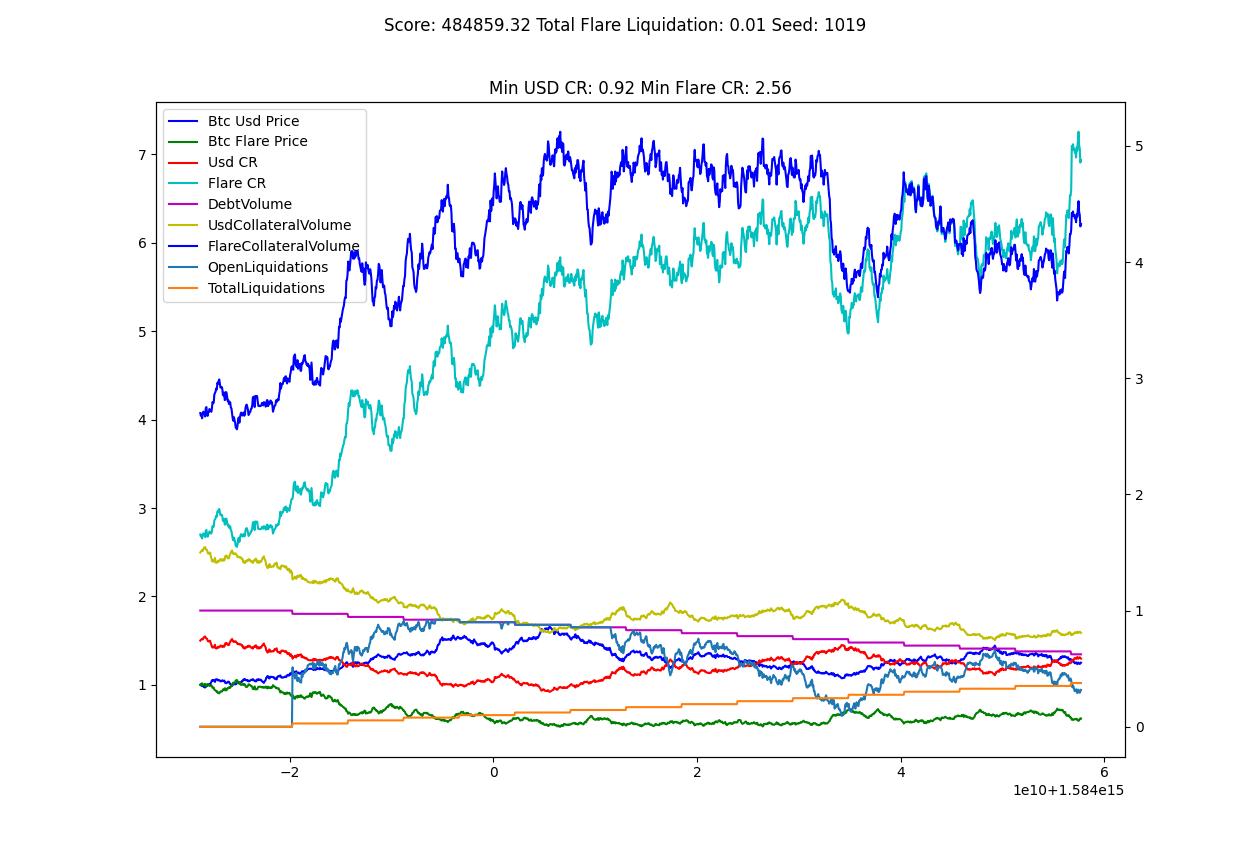 Score: 484859.32 Total Flare Liquidation: 0.01 Seed: 1019
Min USD CR: 0.92 Min Flare CR: 2.56
Btc Usd Price
Btc Flare Price
Usd CR
Flare CR
DebtVolume
UsdCollateralVolume
FlareCollateralVolume
OpenLiquidations
TotalLiquidations
7
6
5
4
3
2
1
5
4
3
2
1
0
−2
0
2
4
6
1e10+1.584e15